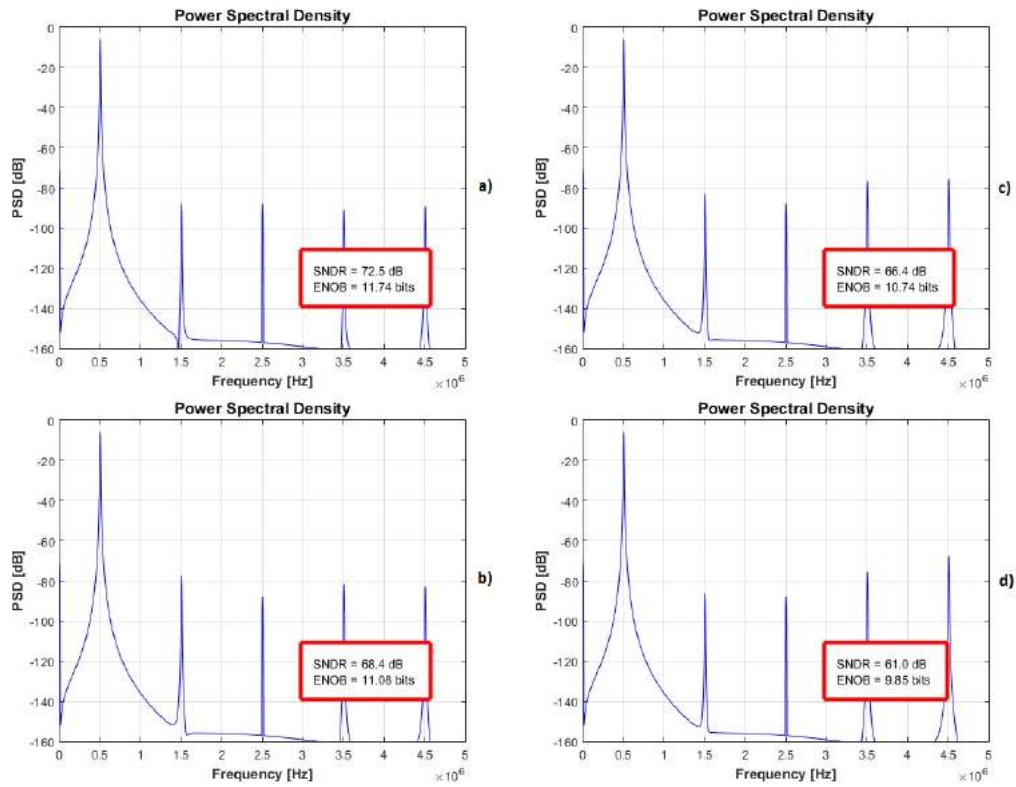 Power Spectral Density
0
-20
-40
-60
-80
-100
-120
-140
-160
PSD [dB]
SNDR = 72.5 dB
ENOB = 11.74 bits
0 0.5 1 1.5 2 2.5 3 3.5 4 4.5 5
Frequency [Hz]
×10⁶
a)
Power Spectral Density
0
-20
-40
-60
-80
-100
-120
-140
-160
PSD [dB]
SNDR = 66.4 dB
ENOB = 10.74 bits
0 0.5 1 1.5 2 2.5 3 3.5 4 4.5 5
Frequency [Hz]
×10⁶
c)
Power Spectral Density
0
-20
-40
-60
-80
-100
-120
-140
-160
PSD [dB]
SNDR = 68.4 dB
ENOB = 11.08 bits
0 0.5 1 1.5 2 2.5 3 3.5 4 4.5 5
Frequency [Hz]
×10⁶
b)
Power Spectral Density
0
-20
-40
-60
-80
-100
-120
-140
-160
PSD [dB]
SNDR = 61.0 dB
ENOB = 9.85 bits
0 0.5 1 1.5 2 2.5 3 3.5 4 4.5 5
Frequency [Hz]
×10⁶
d)